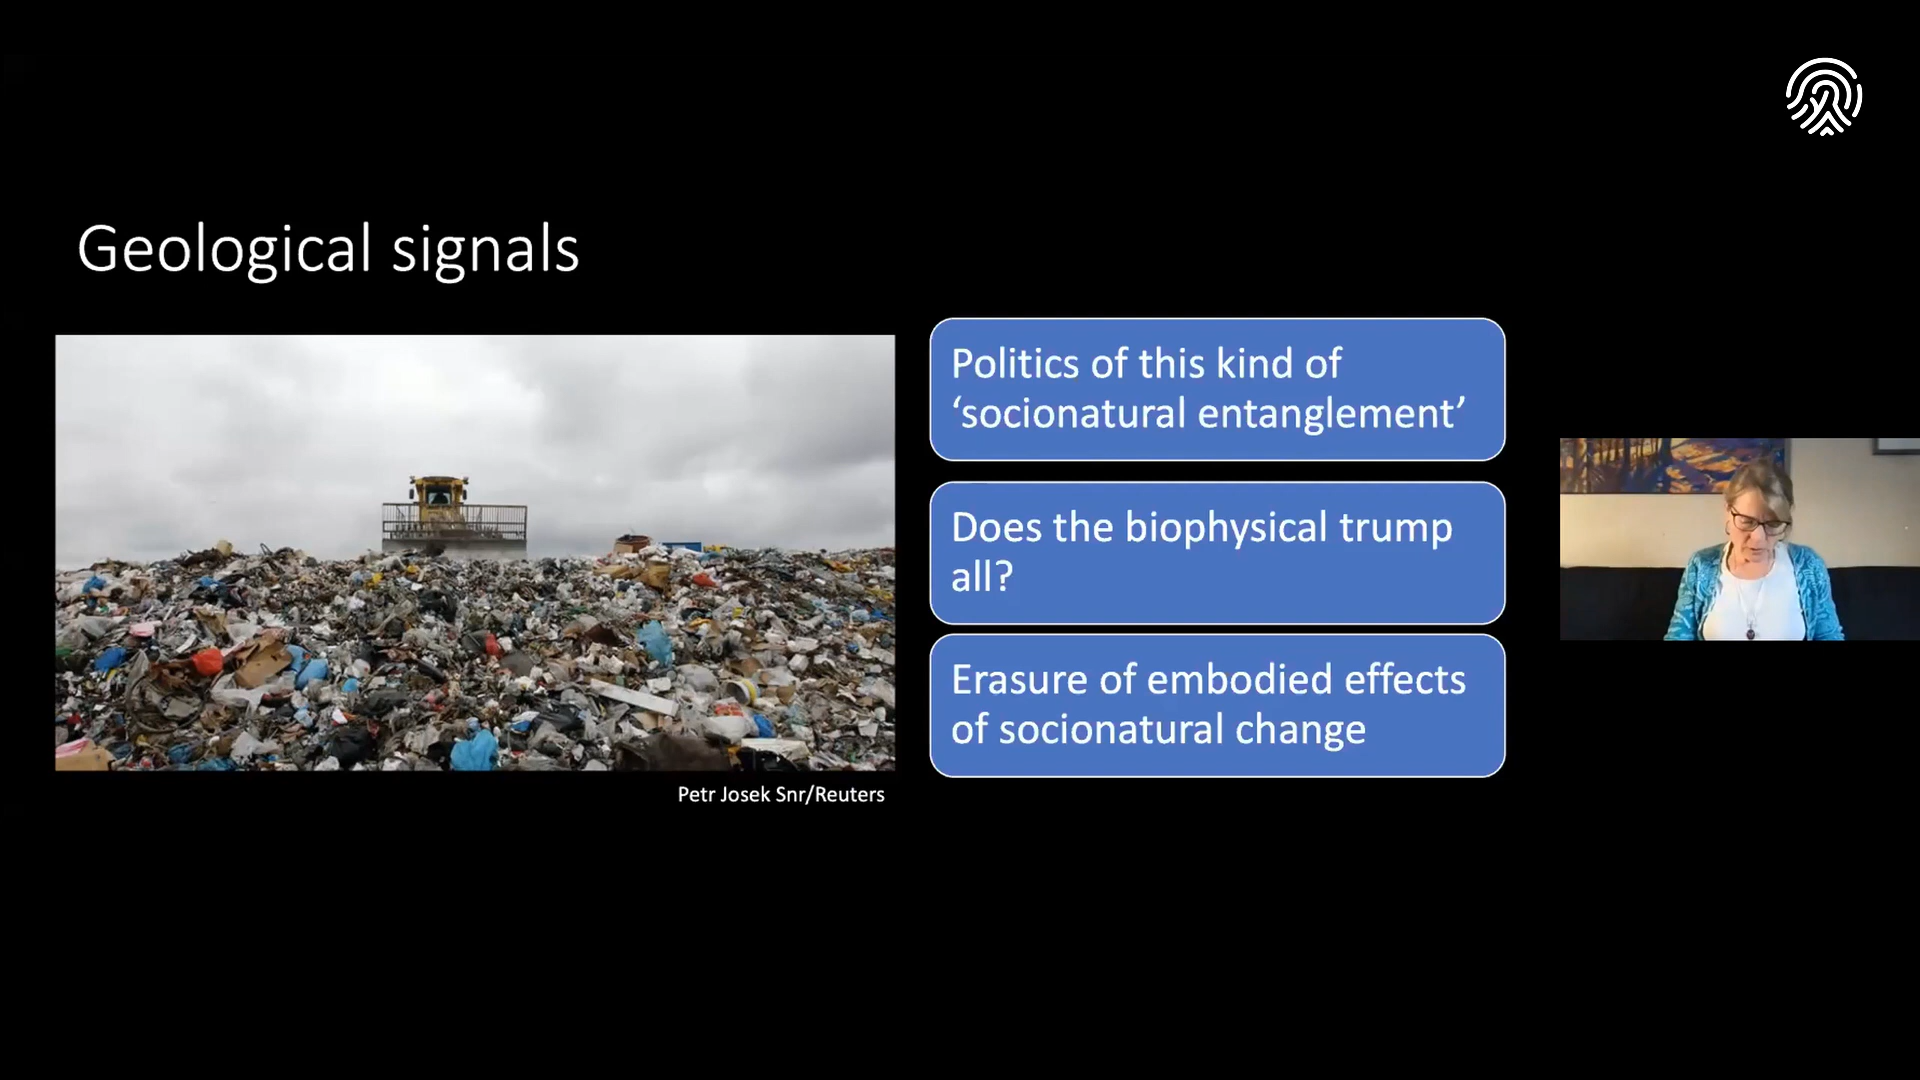 Geological signals
Politics of this kind of
‘socionatural entanglement’
Does the biophysical trump
all?
Erasure of embodied effects
of socionatural change
Petr Josek Snr/Reuters